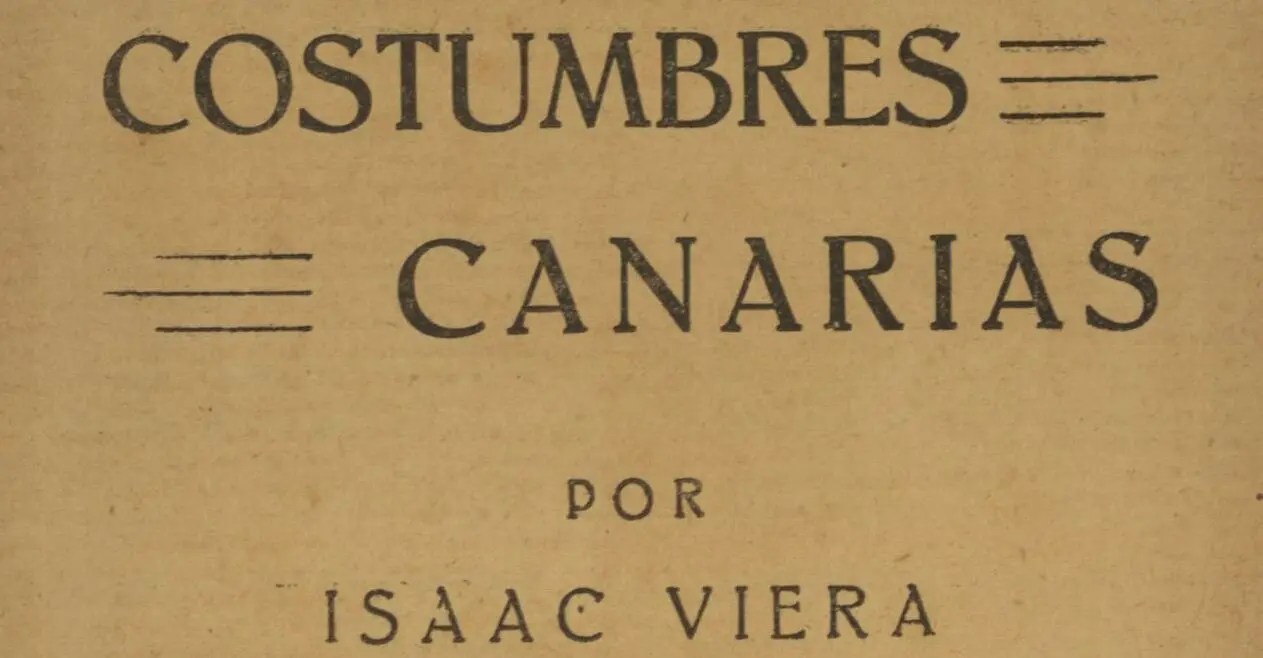 COSTUMBRES
CANARIAS
POR
ISAAC VIERA